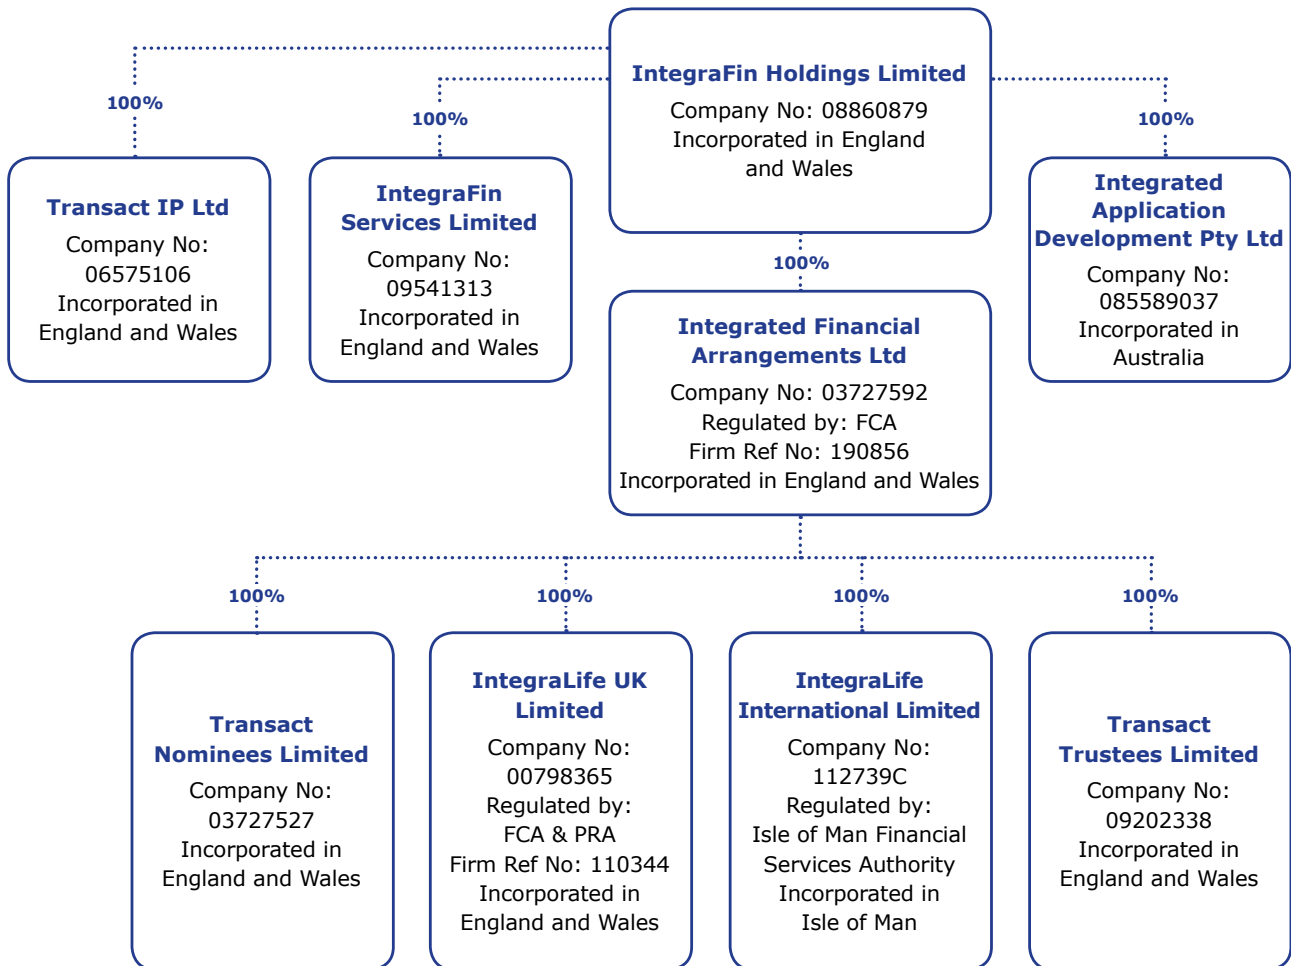 IntegraFin Holdings Limited
Company No: 08860879
Incorporated in England
and Wales
100%
100%
100%
Transact IP Ltd
Company No:
06575106
Incorporated in
England and Wales
IntegraFin
Services Limited
Company No:
09541313
Incorporated in
England and Wales
Integrated
Application
Development Pty Ltd
Company No:
085589037
Incorporated in
Australia
100%
Integrated Financial
Arrangements Ltd
Company No: 03727592
Regulated by: FCA
Firm Ref No: 190856
Incorporated in England and Wales
100%
100%
100%
100%
Transact
Nominees Limited
Company No:
03727527
Incorporated in
England and Wales
IntegraLife UK
Limited
Company No:
00798365
Regulated by:
FCA & PRA
Firm Ref No: 110344
Incorporated in
England and Wales
IntegraLife
International Limited
Company No:
112739C
Regulated by:
Isle of Man Financial
Services Authority
Incorporated in
Isle of Man
Transact
Trustees Limited
Company No:
09202338
Incorporated in
England and Wales